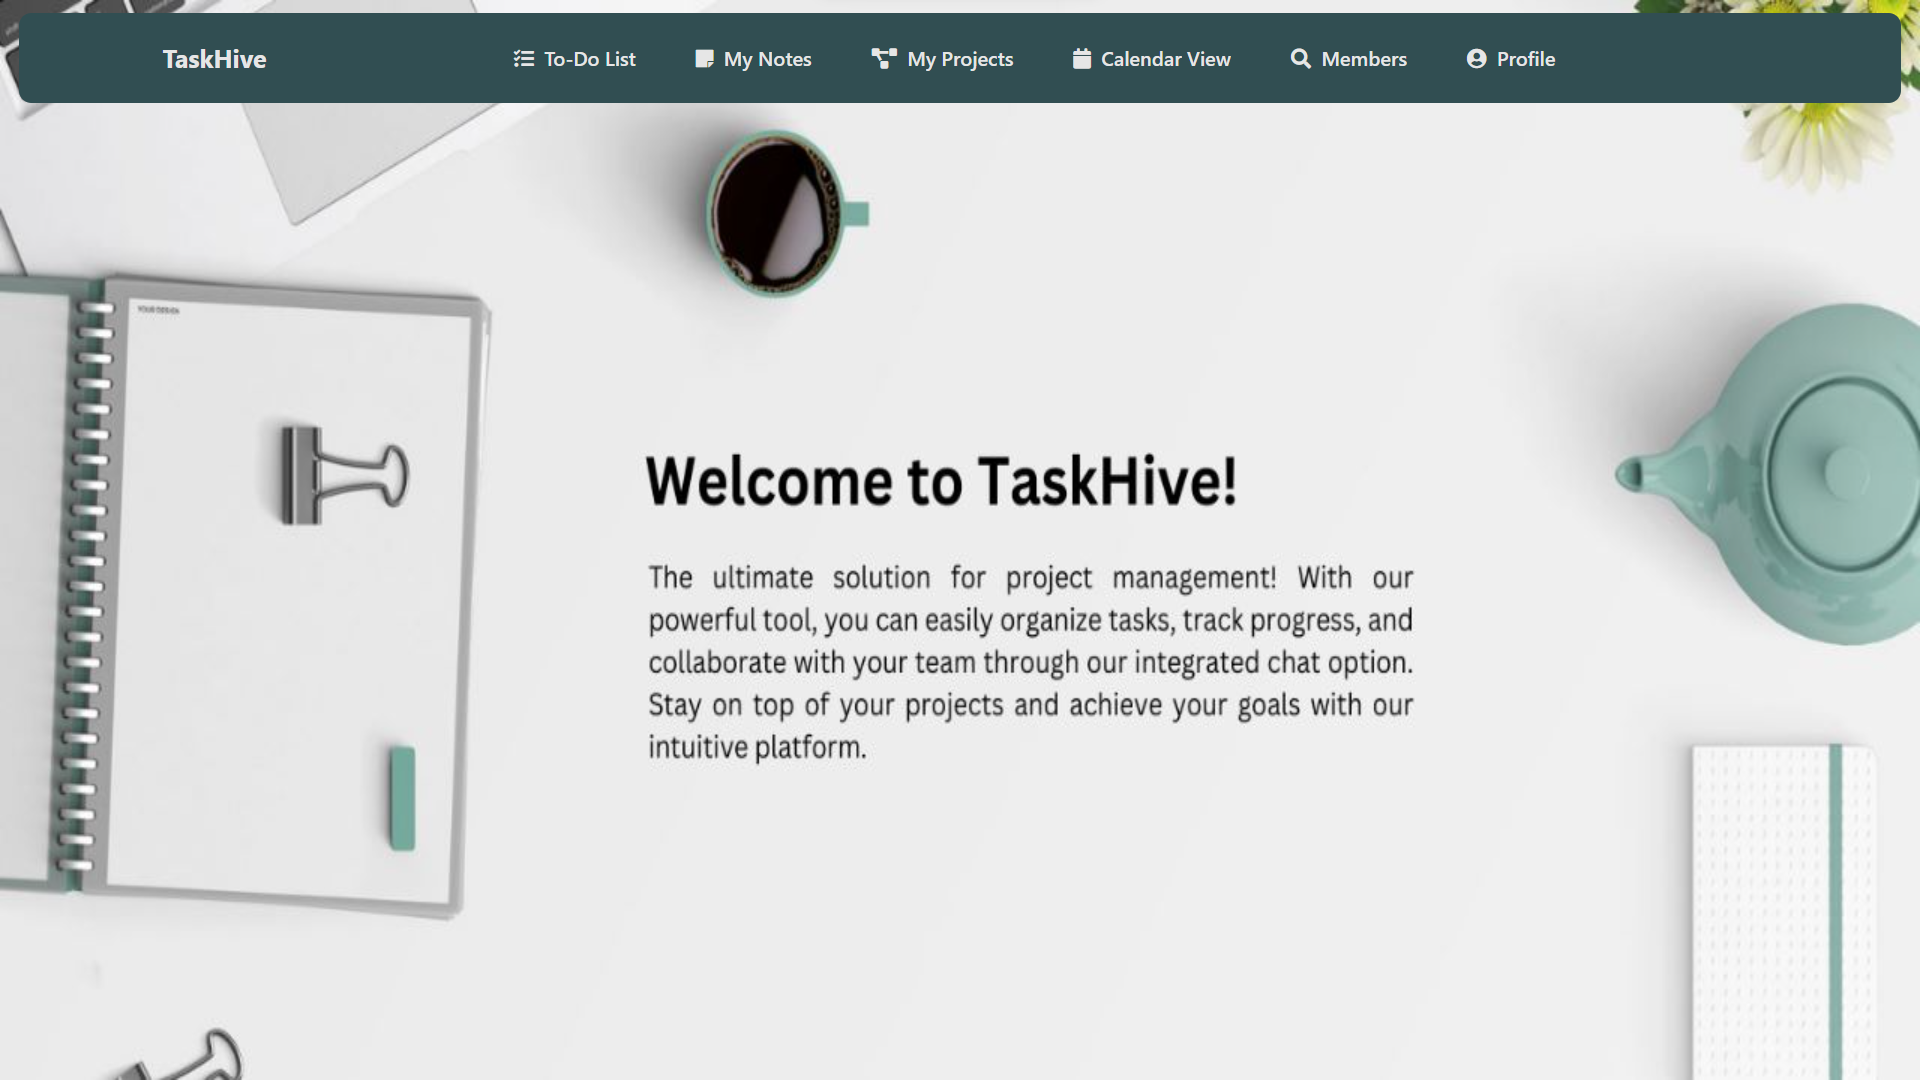 TaskHive
To-Do List
My Notes
My Projects
Calendar View
Members
Profile
YOUR DESIGN
Welcome to TaskHive!
The ultimate solution for project management! With our
powerful tool, you can easily organize tasks, track progress, and
collaborate with your team through our integrated chat option.
Stay on top of your projects and achieve your goals with our
intuitive platform.